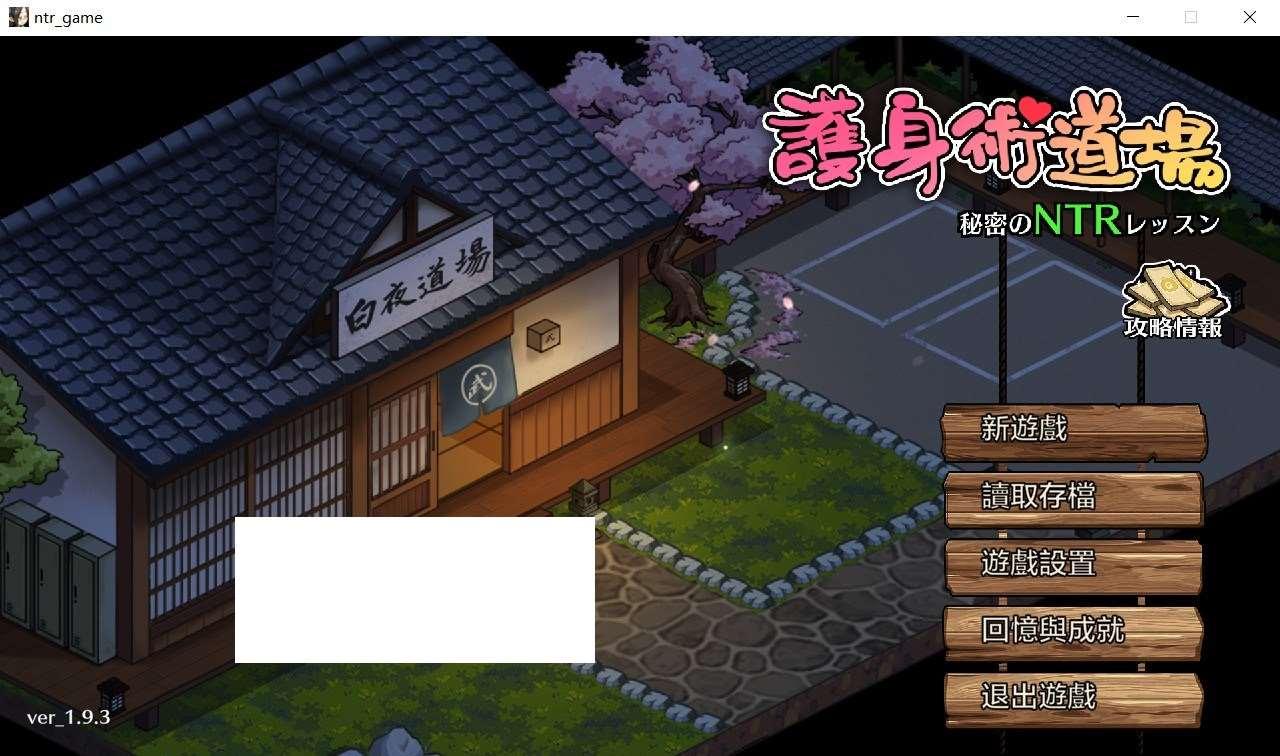 ntr_game
護身術道場
秘密のNTRレッスン
攻略情報
白夜道場
武
武
新遊戲
讀取存檔
遊戲設置
回憶與成就
退出遊戲
ver_1.9.3